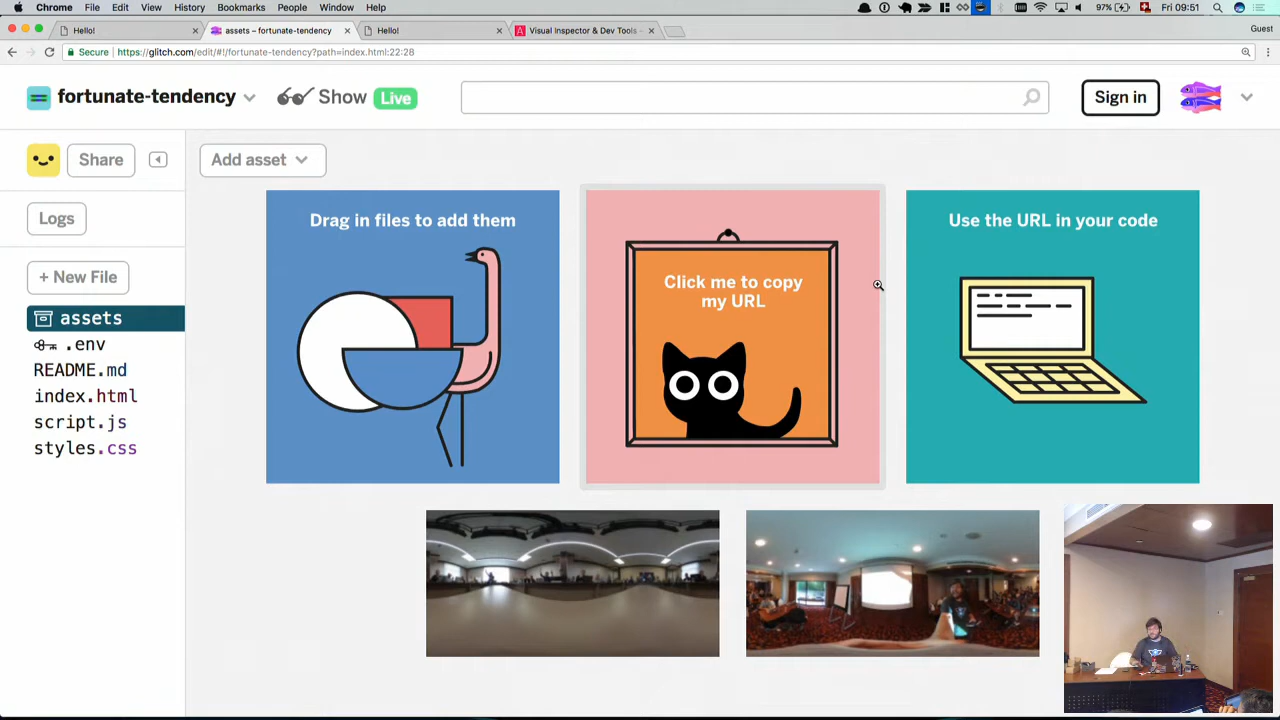 Chrome File Edit View History Bookmarks People Window Help 97% Fri 09:51
Hello! assets – fortunate-tendency Hello! Visual Inspector & Dev Tools - Guest
Secure https://glitch.com/edit/#!/fortunate-tendency?path=index.html:22:28
fortunate-tendency Show Live Sign in
Share Add asset
Logs
+ New File
assets
.env
README.md
index.html
script.js
styles.css
Drag in files to add them
Click me to copy
my URL
Use the URL in your code